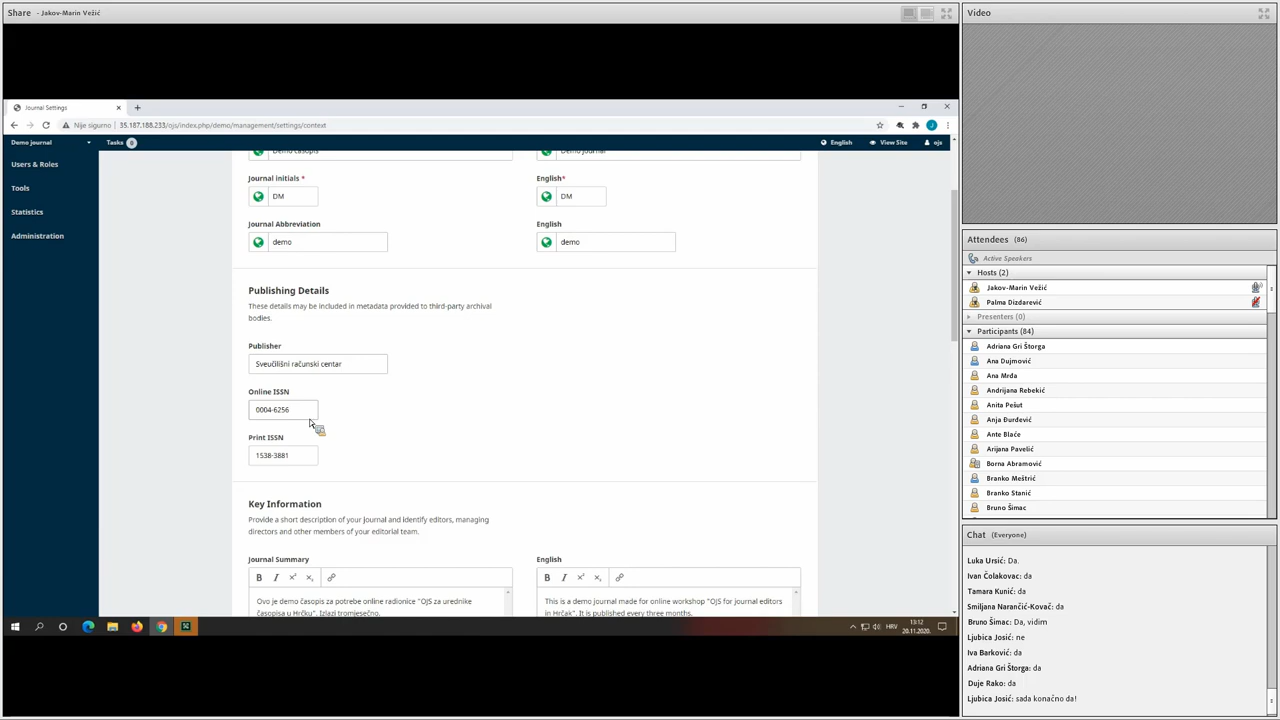 Share - Jakov-Marin Vežić
Journal Settings
Nije sigurno 35.187.188.233/ojs/index.php/demo/management/settings/context
Demo journal
Tasks 0
English
View Site
ojs
Users & Roles
Tools
Statistics
Administration
Demo časopis
Demo journal
Journal initials *
English*
DM
DM
Journal Abbreviation
English
demo
demo
Publishing Details
These details may be included in metadata provided to third-party archival
bodies.
Publisher
Sveučilišni računski centar
Online ISSN
0004-6256
Print ISSN
1538-3881
Key Information
Provide a short description of your journal and identify editors, managing
directors and other members of your editorial team.
Journal Summary
English
Ovo je demo časopis za potrebe online radionice "OJS za urednike
časopisa u Hrčku". Izlazi tromjesečno.
This is a demo journal made for online workshop "OJS for journal editors
in Hrčak". It is published every three months.
HRV
13:12
20.11.2020.
Video
Attendees (86)
Active Speakers
Hosts (2)
Jakov-Marin Vežić
Palma Dizdarević
Presenters (0)
Participants (84)
Adriana Gri Štorga
Ana Dujmović
Ana Mrđa
Andrijana Rebekić
Anita Pešut
Anja Đurđević
Ante Blaće
Arijana Pavelić
Borna Abramović
Branko Meštrić
Branko Stanić
Bruno Šimac
Chat (Everyone)
Luka Ursić: Da.
Ivan Čolakovac: da
Tamara Kunić: da
Smiljana Narančić-Kovač: da
Bruno Šimac: Da, vidim
Ljubica Josić: ne
Iva Barković: da
Adriana Gri Štorga: da
Duje Rako: da
Ljubica Josić: sada konačno da!